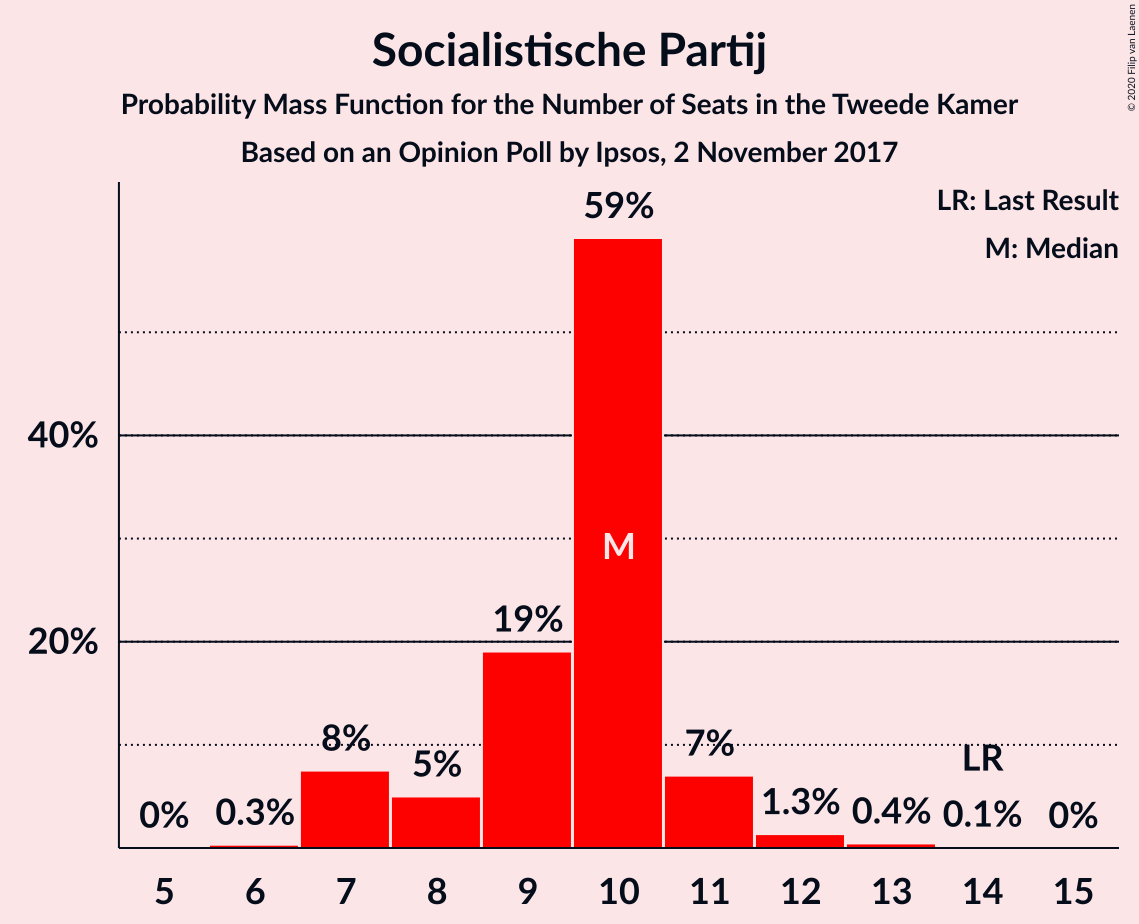 Socialistische Partij
Probability Mass Function for the Number of Seats in the Tweede Kamer
Based on an Opinion Poll by Ipsos, 2 November 2017
© 2020 Filip van Laenen
LR: Last Result
M: Median
59%
40%
M
20%
19%
8%
5%
7%
LR
0%
0.3%
1.3%
0.4%
0.1%
0%
5 6 7 8 9 10 11 12 13 14 15